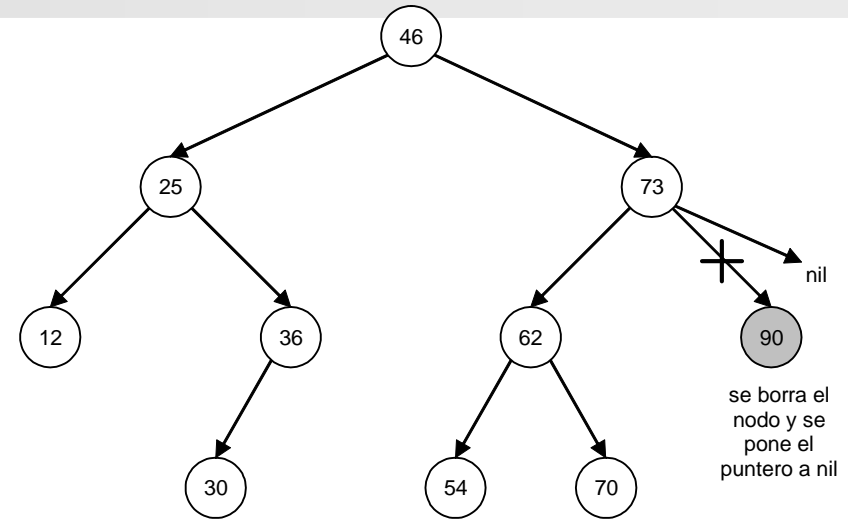 46
25
73
nil
12
36
62
90
se borra el
nodo y se
pone el
puntero a nil
30
54
70